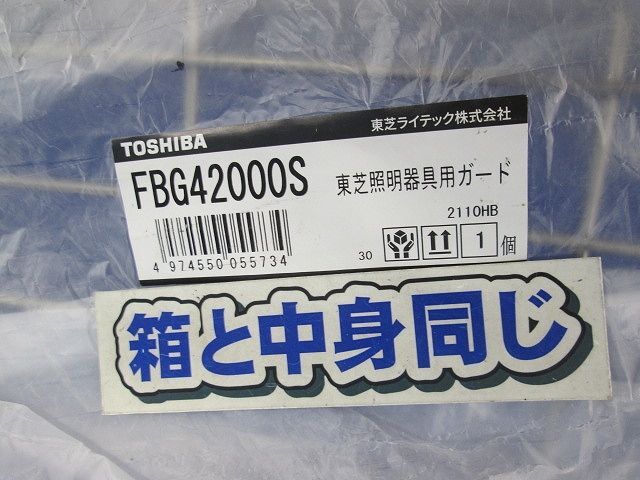 TOSHIBA 東芝ライテック株式会社
FBG42000S 東芝照明器具用ガード
2110HB
4 974550 055734
30 1 個
箱と中身同じ